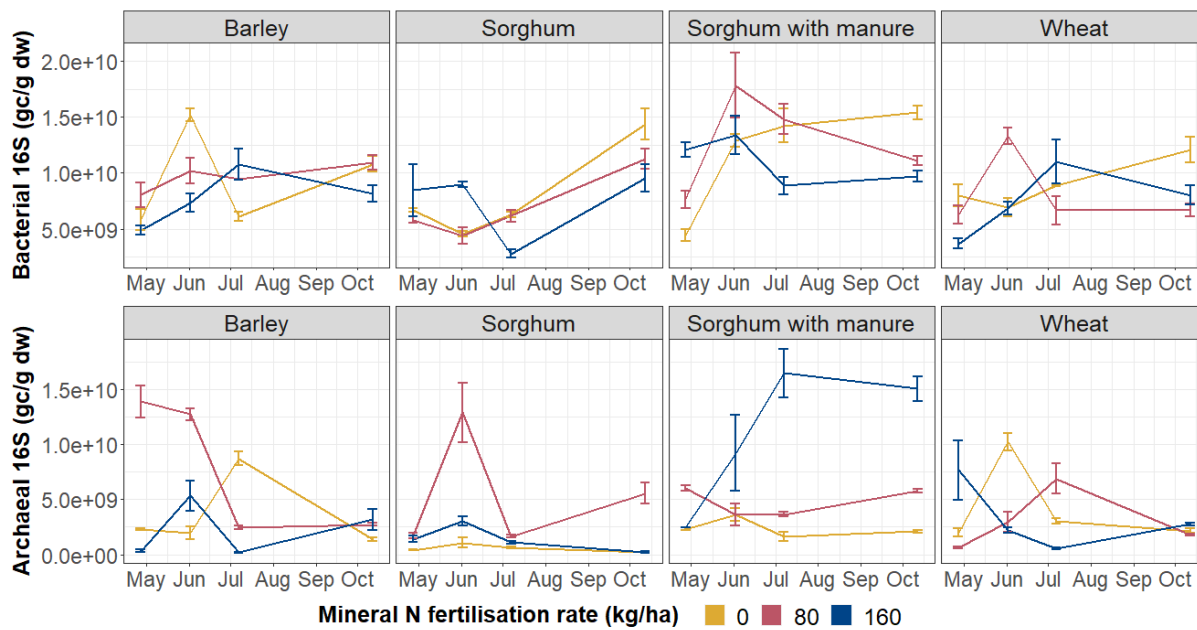 Barley Sorghum Sorghum with manure Wheat
Bacterial 16S (gc/g dw)
2.0e+10
1.5e+10
1.0e+10
5.0e+09
May Jun Jul Aug Sep Oct May Jun Jul Aug Sep Oct May Jun Jul Aug Sep Oct May Jun Jul Aug Sep Oct
Barley Sorghum Sorghum with manure Wheat
Archaeal 16S (gc/g dw)
1.5e+10
1.0e+10
5.0e+09
0.0e+00
May Jun Jul Aug Sep Oct May Jun Jul Aug Sep Oct May Jun Jul Aug Sep Oct May Jun Jul Aug Sep Oct
Mineral N fertilisation rate (kg/ha) 0 80 160